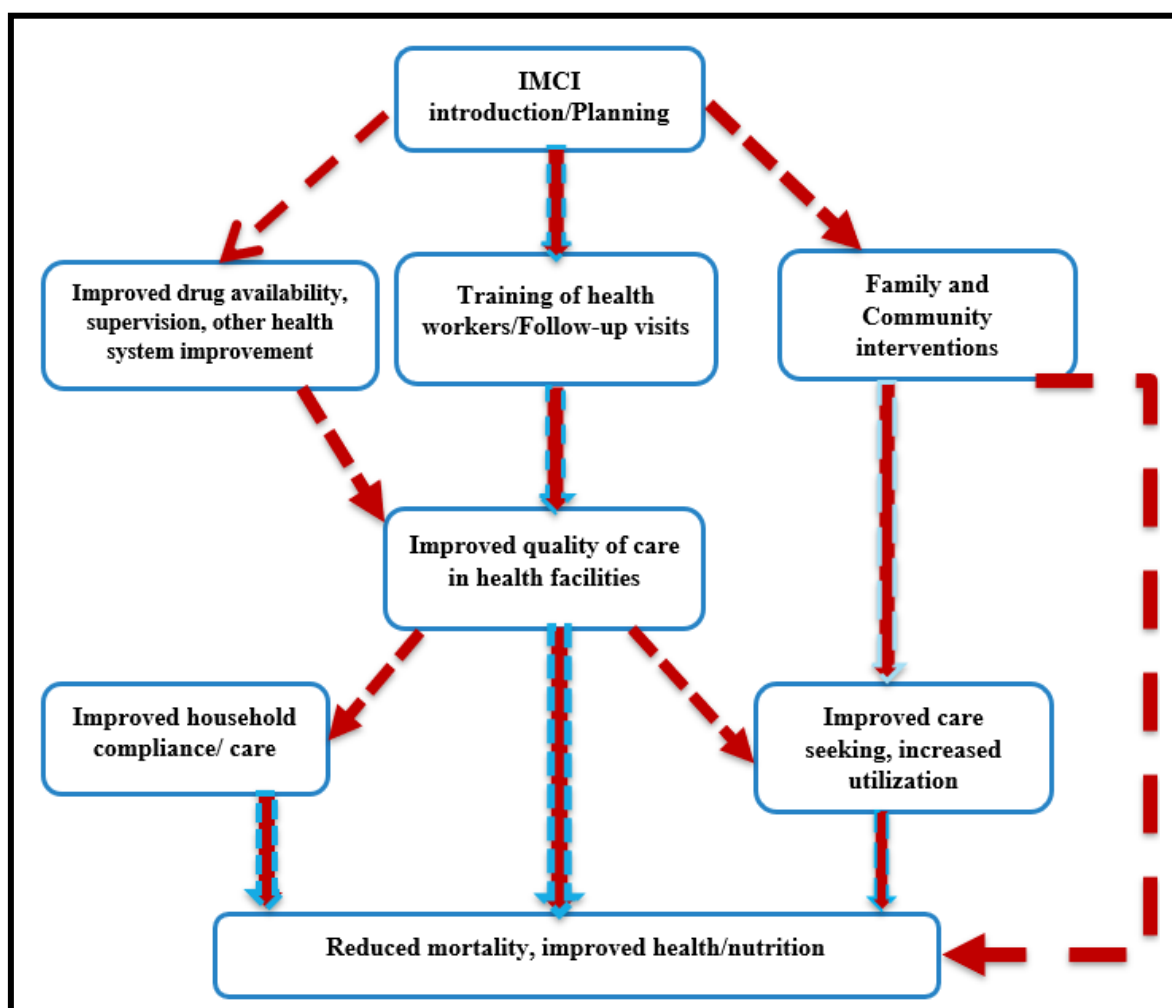 IMCI
introduction/Planning
Improved drug availability,
supervision, other health
system improvement
Training of health
workers/Follow-up visits
Family and
Community
interventions
Improved quality of care
in health facilities
Improved household
compliance/ care
Improved care
seeking, increased
utilization
Reduced mortality, improved health/nutrition